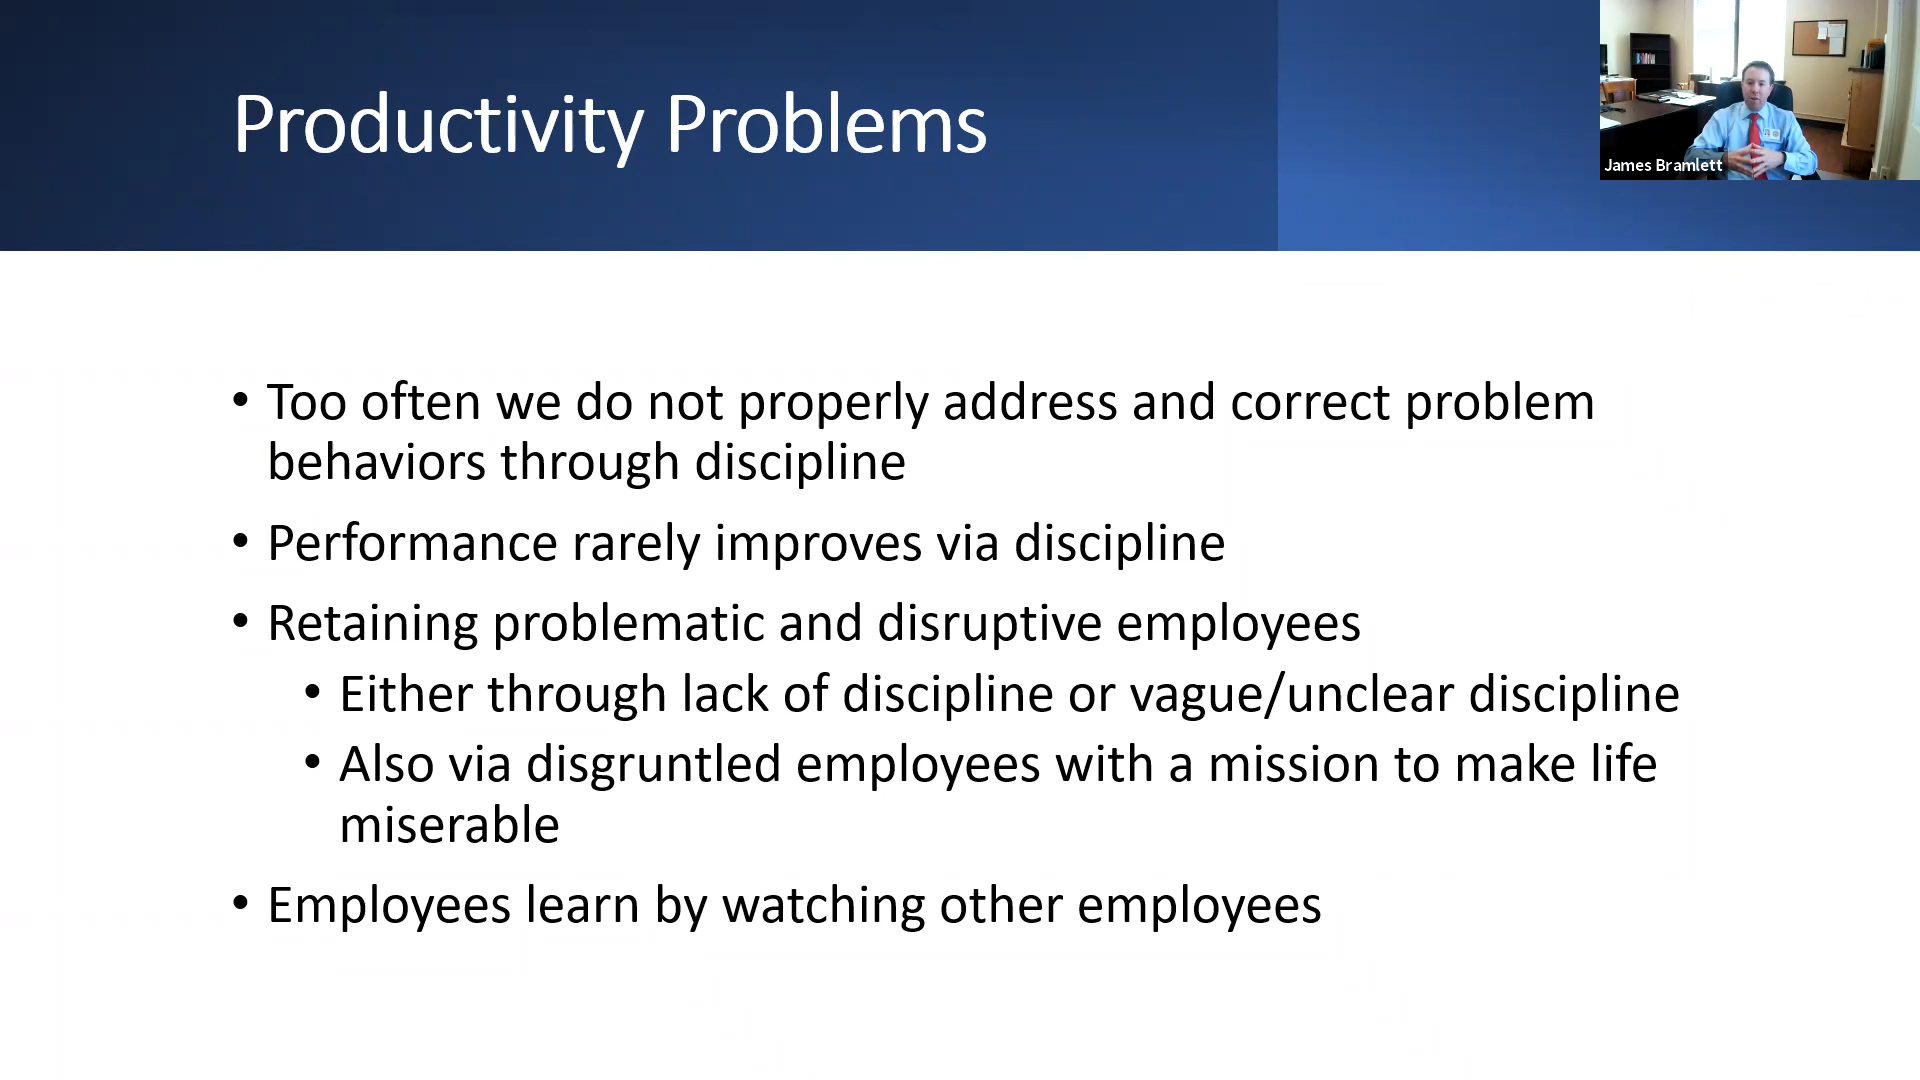 Productivity Problems
James Bramlett
• Too often we do not properly address and correct problem
behaviors through discipline
• Performance rarely improves via discipline
• Retaining problematic and disruptive employees
• Either through lack of discipline or vague/unclear discipline
• Also via disgruntled employees with a mission to make life
miserable
• Employees learn by watching other employees